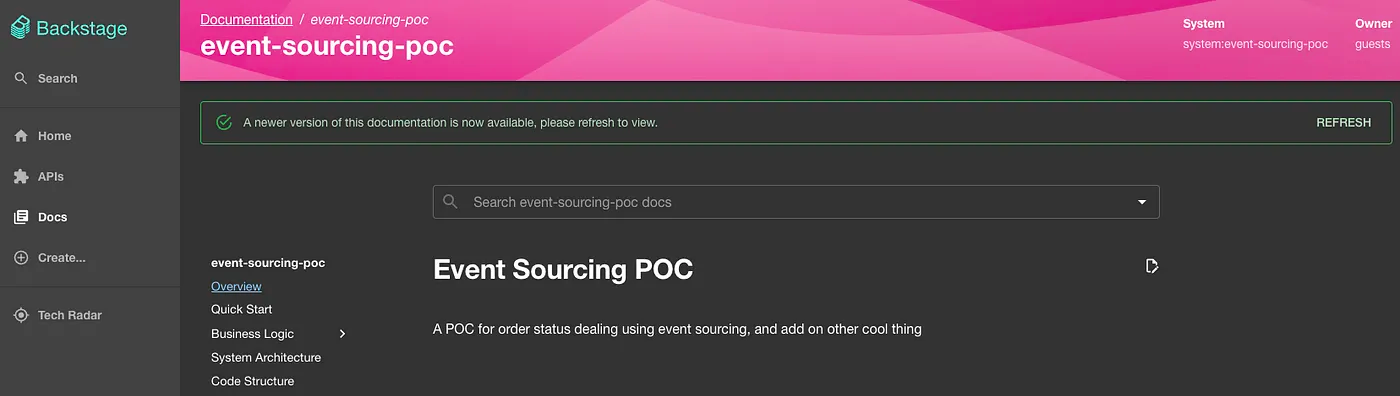 Backstage
Search
Home
APIs
Docs
Create...
Tech Radar
Documentation / event-sourcing-poc
event-sourcing-poc
System
system:event-sourcing-poc
Owner
guests
A newer version of this documentation is now available, please refresh to view.
REFRESH
Search event-sourcing-poc docs
event-sourcing-poc
Overview
Quick Start
Business Logic
System Architecture
Code Structure
Event Sourcing POC
A POC for order status dealing using event sourcing, and add on other cool thing